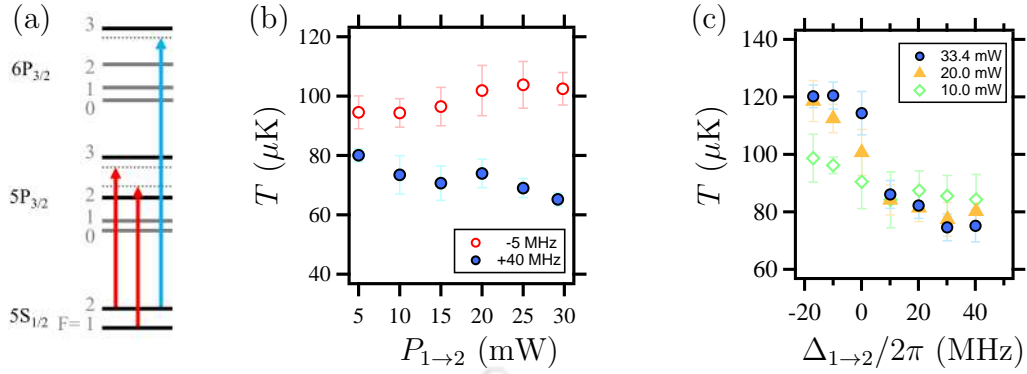 (a)
3
6P3/2
2
1
0
3
5P3/2
2
1
0
5S1/2
2
F= 1
(b)
120
100
80
60
40
T (μK)
-5 MHz
+40 MHz
5 10 15 20 25 30
P1→2 (mW)
(c)
140
120
100
80
60
T (μK)
33.4 mW
20.0 mW
10.0 mW
-20 0 20 40
Δ1→2/2π (MHz)